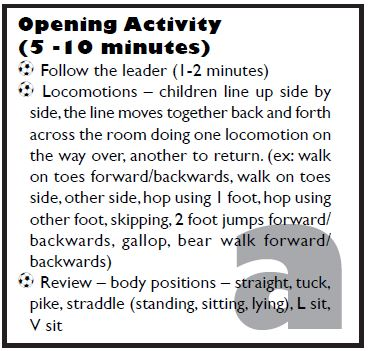 Opening Activity
(5 -10 minutes)
Follow the leader (1-2 minutes)
Locomotions – children line up side by
side, the line moves together back and forth
across the room doing one locomotion on
the way over, another to return. (ex: walk
on toes forward/backwards, walk on toes
side, other side, hop using 1 foot, hop using
other foot, skipping, 2 foot jumps forward/
backwards, gallop, bear walk forward/
backwards)
Review – body positions – straight, tuck,
pike, straddle (standing, sitting, lying), L sit,
V sit
a